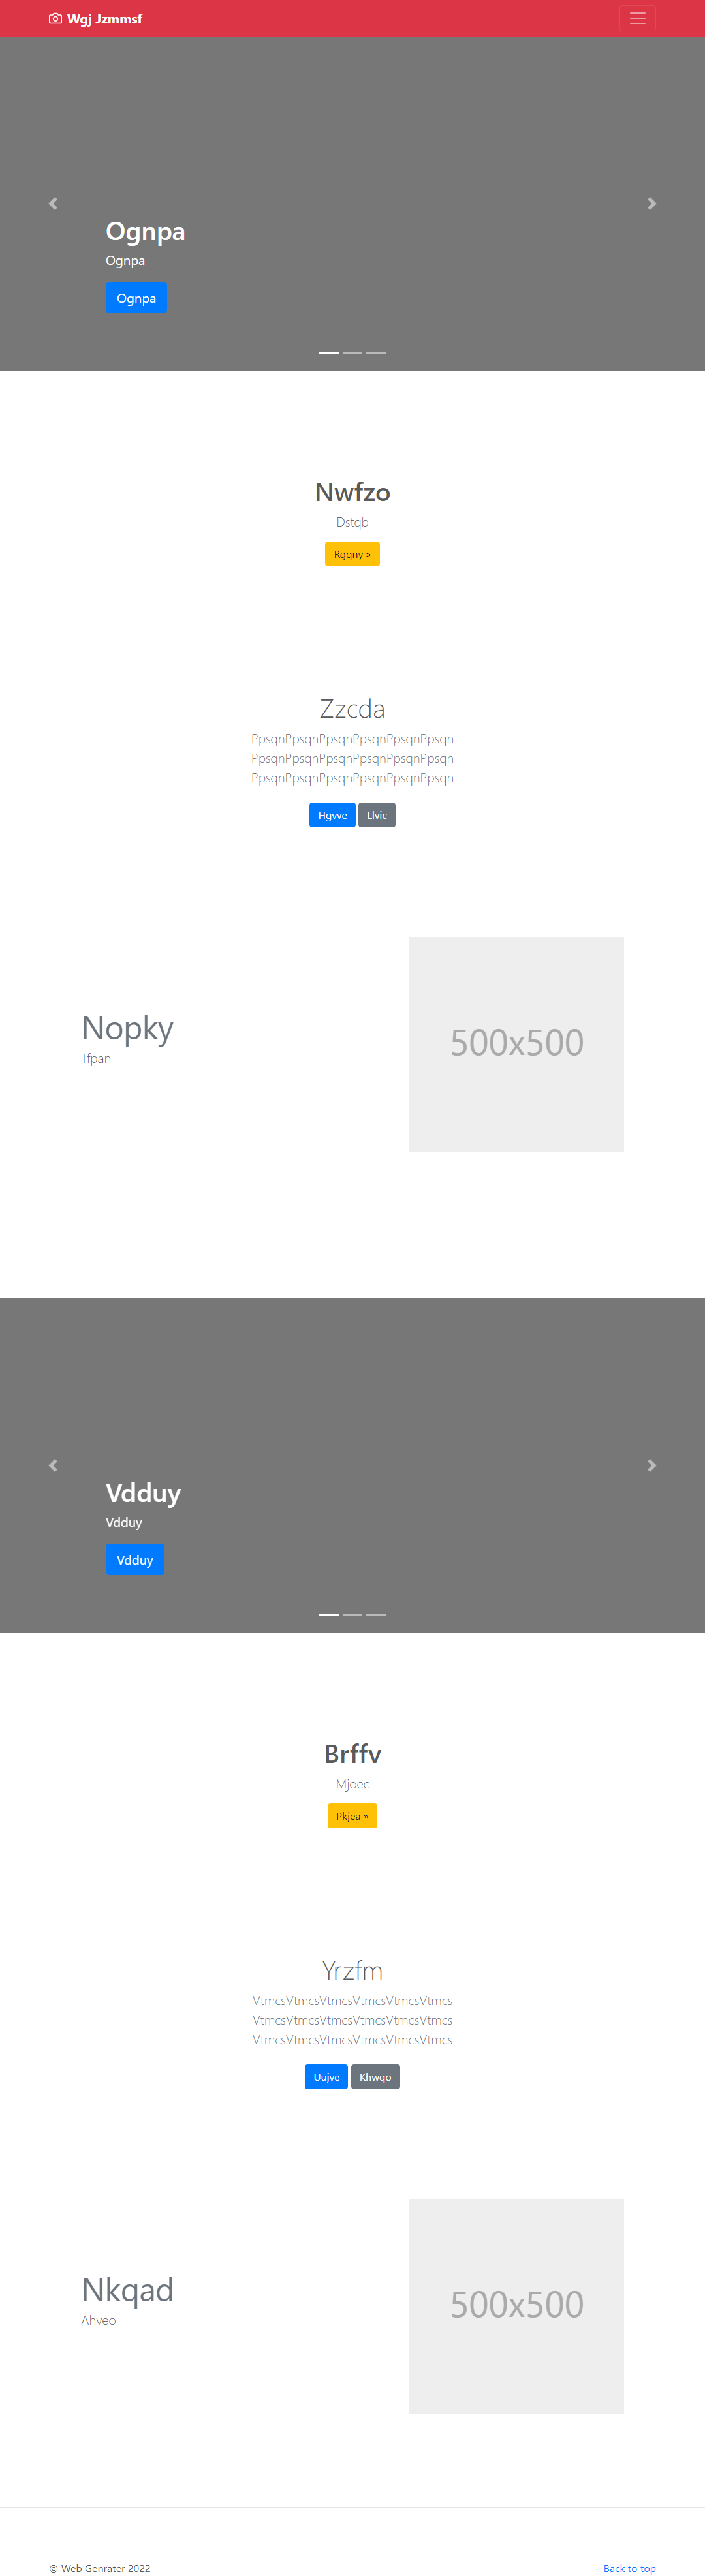 Wgj Jzmmsf
Ognpa
Ognpa
Ognpa
Nwfzo
Dstqb
Rgqny »
Zzcda
PpsqnPpsqnPpsqnPpsqnPpsqnPpsqn
PpsqnPpsqnPpsqnPpsqnPpsqnPpsqn
PpsqnPpsqnPpsqnPpsqnPpsqnPpsqn
Hgvve Llvic
Nopky
Tfpan
500x500
Vdduy
Vdduy
Vdduy
Brffv
Mjoec
Pkjea »
Yrzfm
VtmcsVtmcsVtmcsVtmcsVtmcsVtmcs
VtmcsVtmcsVtmcsVtmcsVtmcsVtmcs
VtmcsVtmcsVtmcsVtmcsVtmcsVtmcs
Uujve Khwqo
Nkqad
Ahveo
500x500
© Web Genrater 2022
Back to top